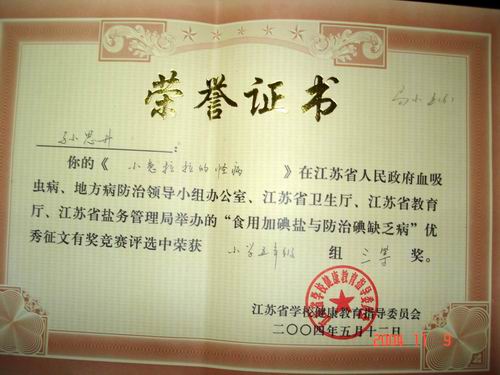 荣誉证书
你的《 小 拉拉的怪病 》在江苏省人民政府血吸
虫病、地方病防治领导小组办公室、江苏省卫生厅、江苏省教育
厅、江苏省盐务管理局举办的“食用加碘盐与防治碘缺乏病”优
秀征文有奖竞赛评选中荣获 小学五年级 组 三等 奖。
江苏省学校健康教育指导委员会
二〇〇四年五月十二日
2004 11 9